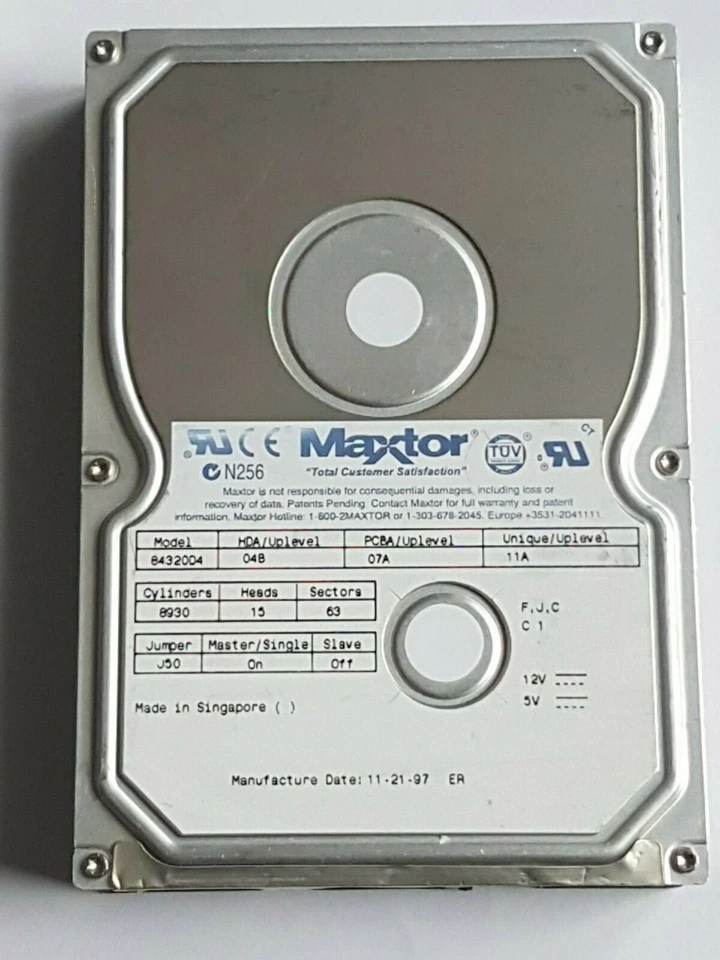 Maxtor
N256 "Total Customer Satisfaction" TÜV
Maxtor is not responsible for consequential damages, including loss or
recovery of data. Patents Pending. Contact Maxtor for full warranty and patent
information. Maxtor Hotline: 1-800-2MAXTOR or 1-303-678-2045. Europe +3531-2041111.
Model HDA/Uplevel PCBA/Uplevel Unique/Uplevel
84320D4 04B 07A 11A
Cylinders Heads Sectors
8930 15 63
F,J,C
C 1
Jumper Master/Single Slave
J50 On Off
12V
5V
Made in Singapore ( )
Manufacture Date: 11-21-97 ER